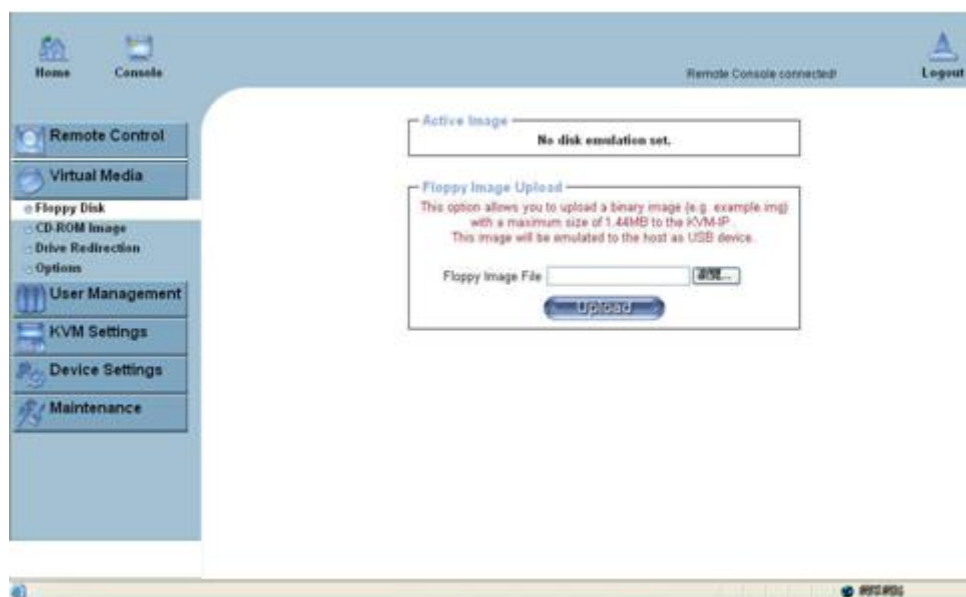 Home
Console
Remote Console connected!
Logout
Remote Control
Virtual Media
Floppy Disk
CD-ROM Image
Drive Redirection
Options
User Management
KVM Settings
Device Settings
Maintenance
Active Image
No disk emulation set.
Floppy Image Upload
This option allows you to upload a binary image (e.g. example.img)
with a maximum size of 1.44MB to the KVM-IP.
This image will be emulated to the host as USB device.
Floppy Image File
Upload